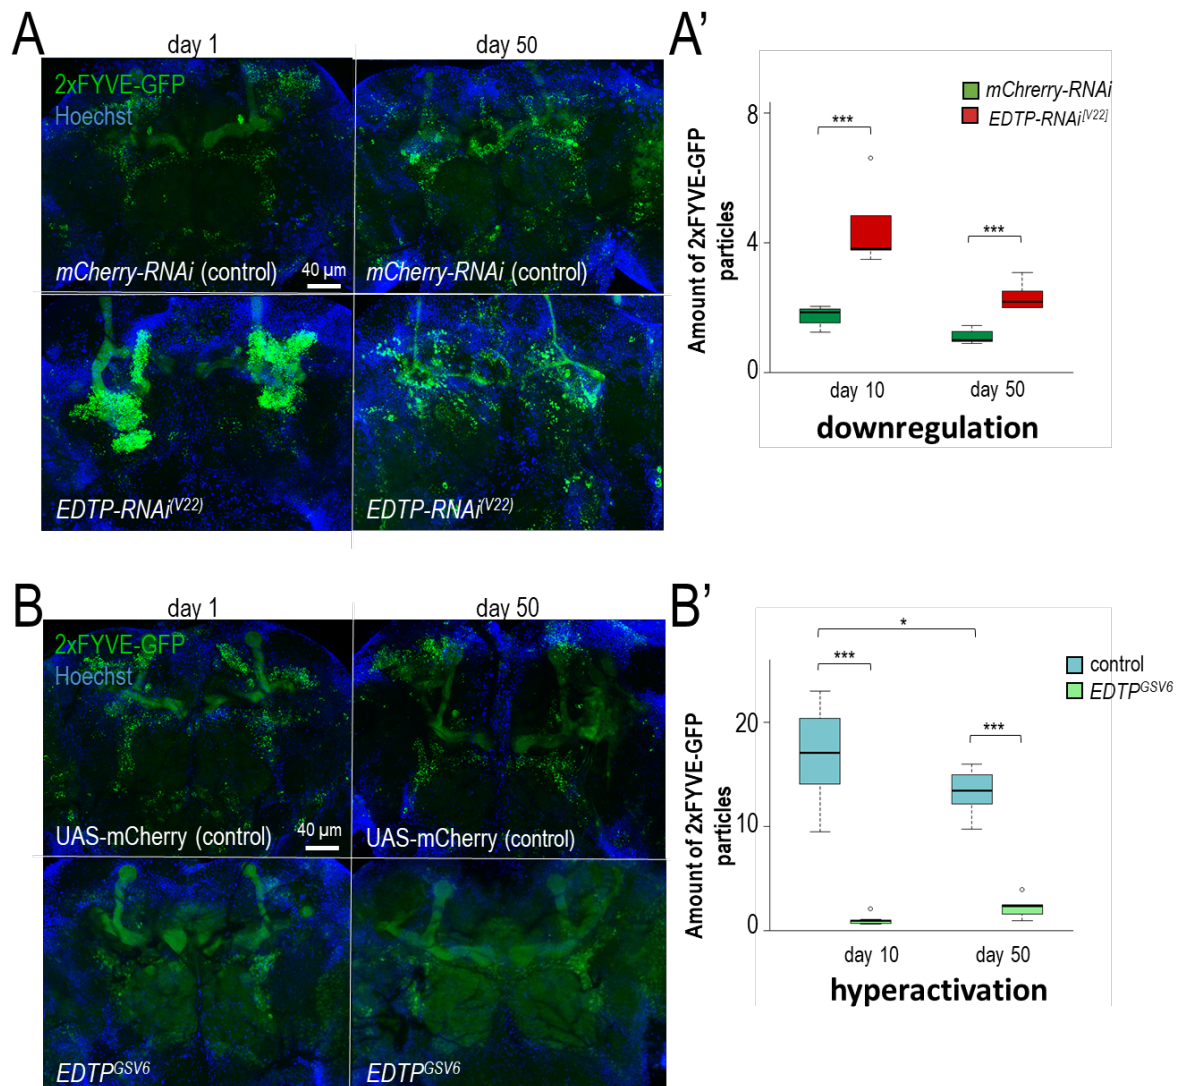 A
day 1
day 50
2xFYVE-GFP
Hoechst
mCherry-RNAi (control)
40 µm
mCherry-RNAi (control)
EDTP-RNAi(V22)
EDTP-RNAi(V22)
A'
mChrerry-RNAi
EDTP-RNAi[V22]
Amount of 2xFYVE-GFP
particles
8
4
0
***
***
day 10
day 50
downregulation
B
day 1
day 50
2xFYVE-GFP
Hoechst
UAS-mCherry (control)
40 µm
UAS-mCherry (control)
EDTPGSV6
EDTPGSV6
B'
control
EDTPGSV6
Amount of 2xFYVE-GFP
particles
20
10
0
*
***
***
day 10
day 50
hyperactivation